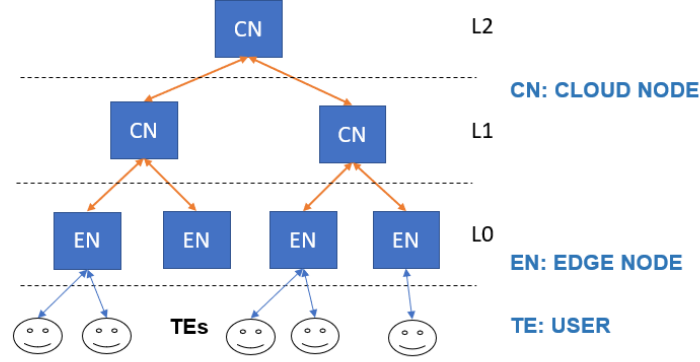 CN L2
CN: CLOUD NODE
CN CN L1
EN EN EN EN L0
EN: EDGE NODE
TEs TE: USER